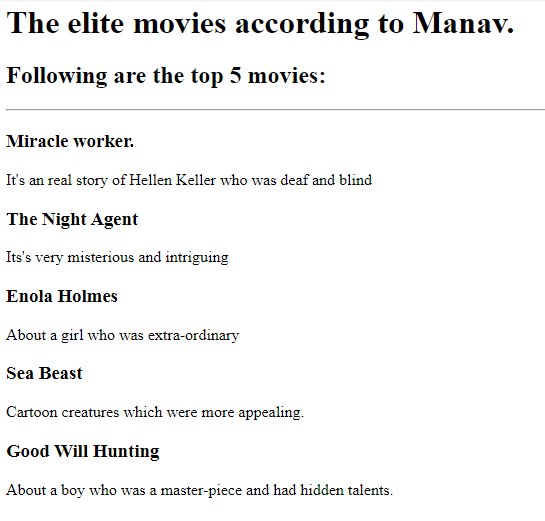 The elite movies according to Manav.
Following are the top 5 movies:
Miracle worker.
It's an real story of Hellen Keller who was deaf and blind
The Night Agent
Its's very misterious and intriguing
Enola Holmes
About a girl who was extra-ordinary
Sea Beast
Cartoon creatures which were more appealing.
Good Will Hunting
About a boy who was a master-piece and had hidden talents.